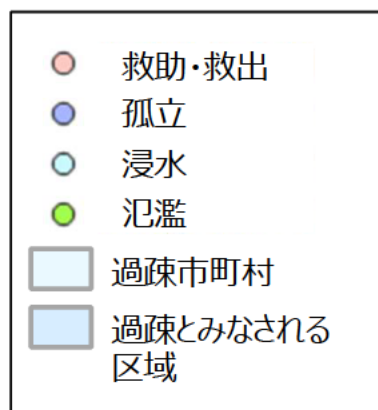 救助・救出
孤立
浸水
氾濫
過疎市町村
過疎とみなされる
区域